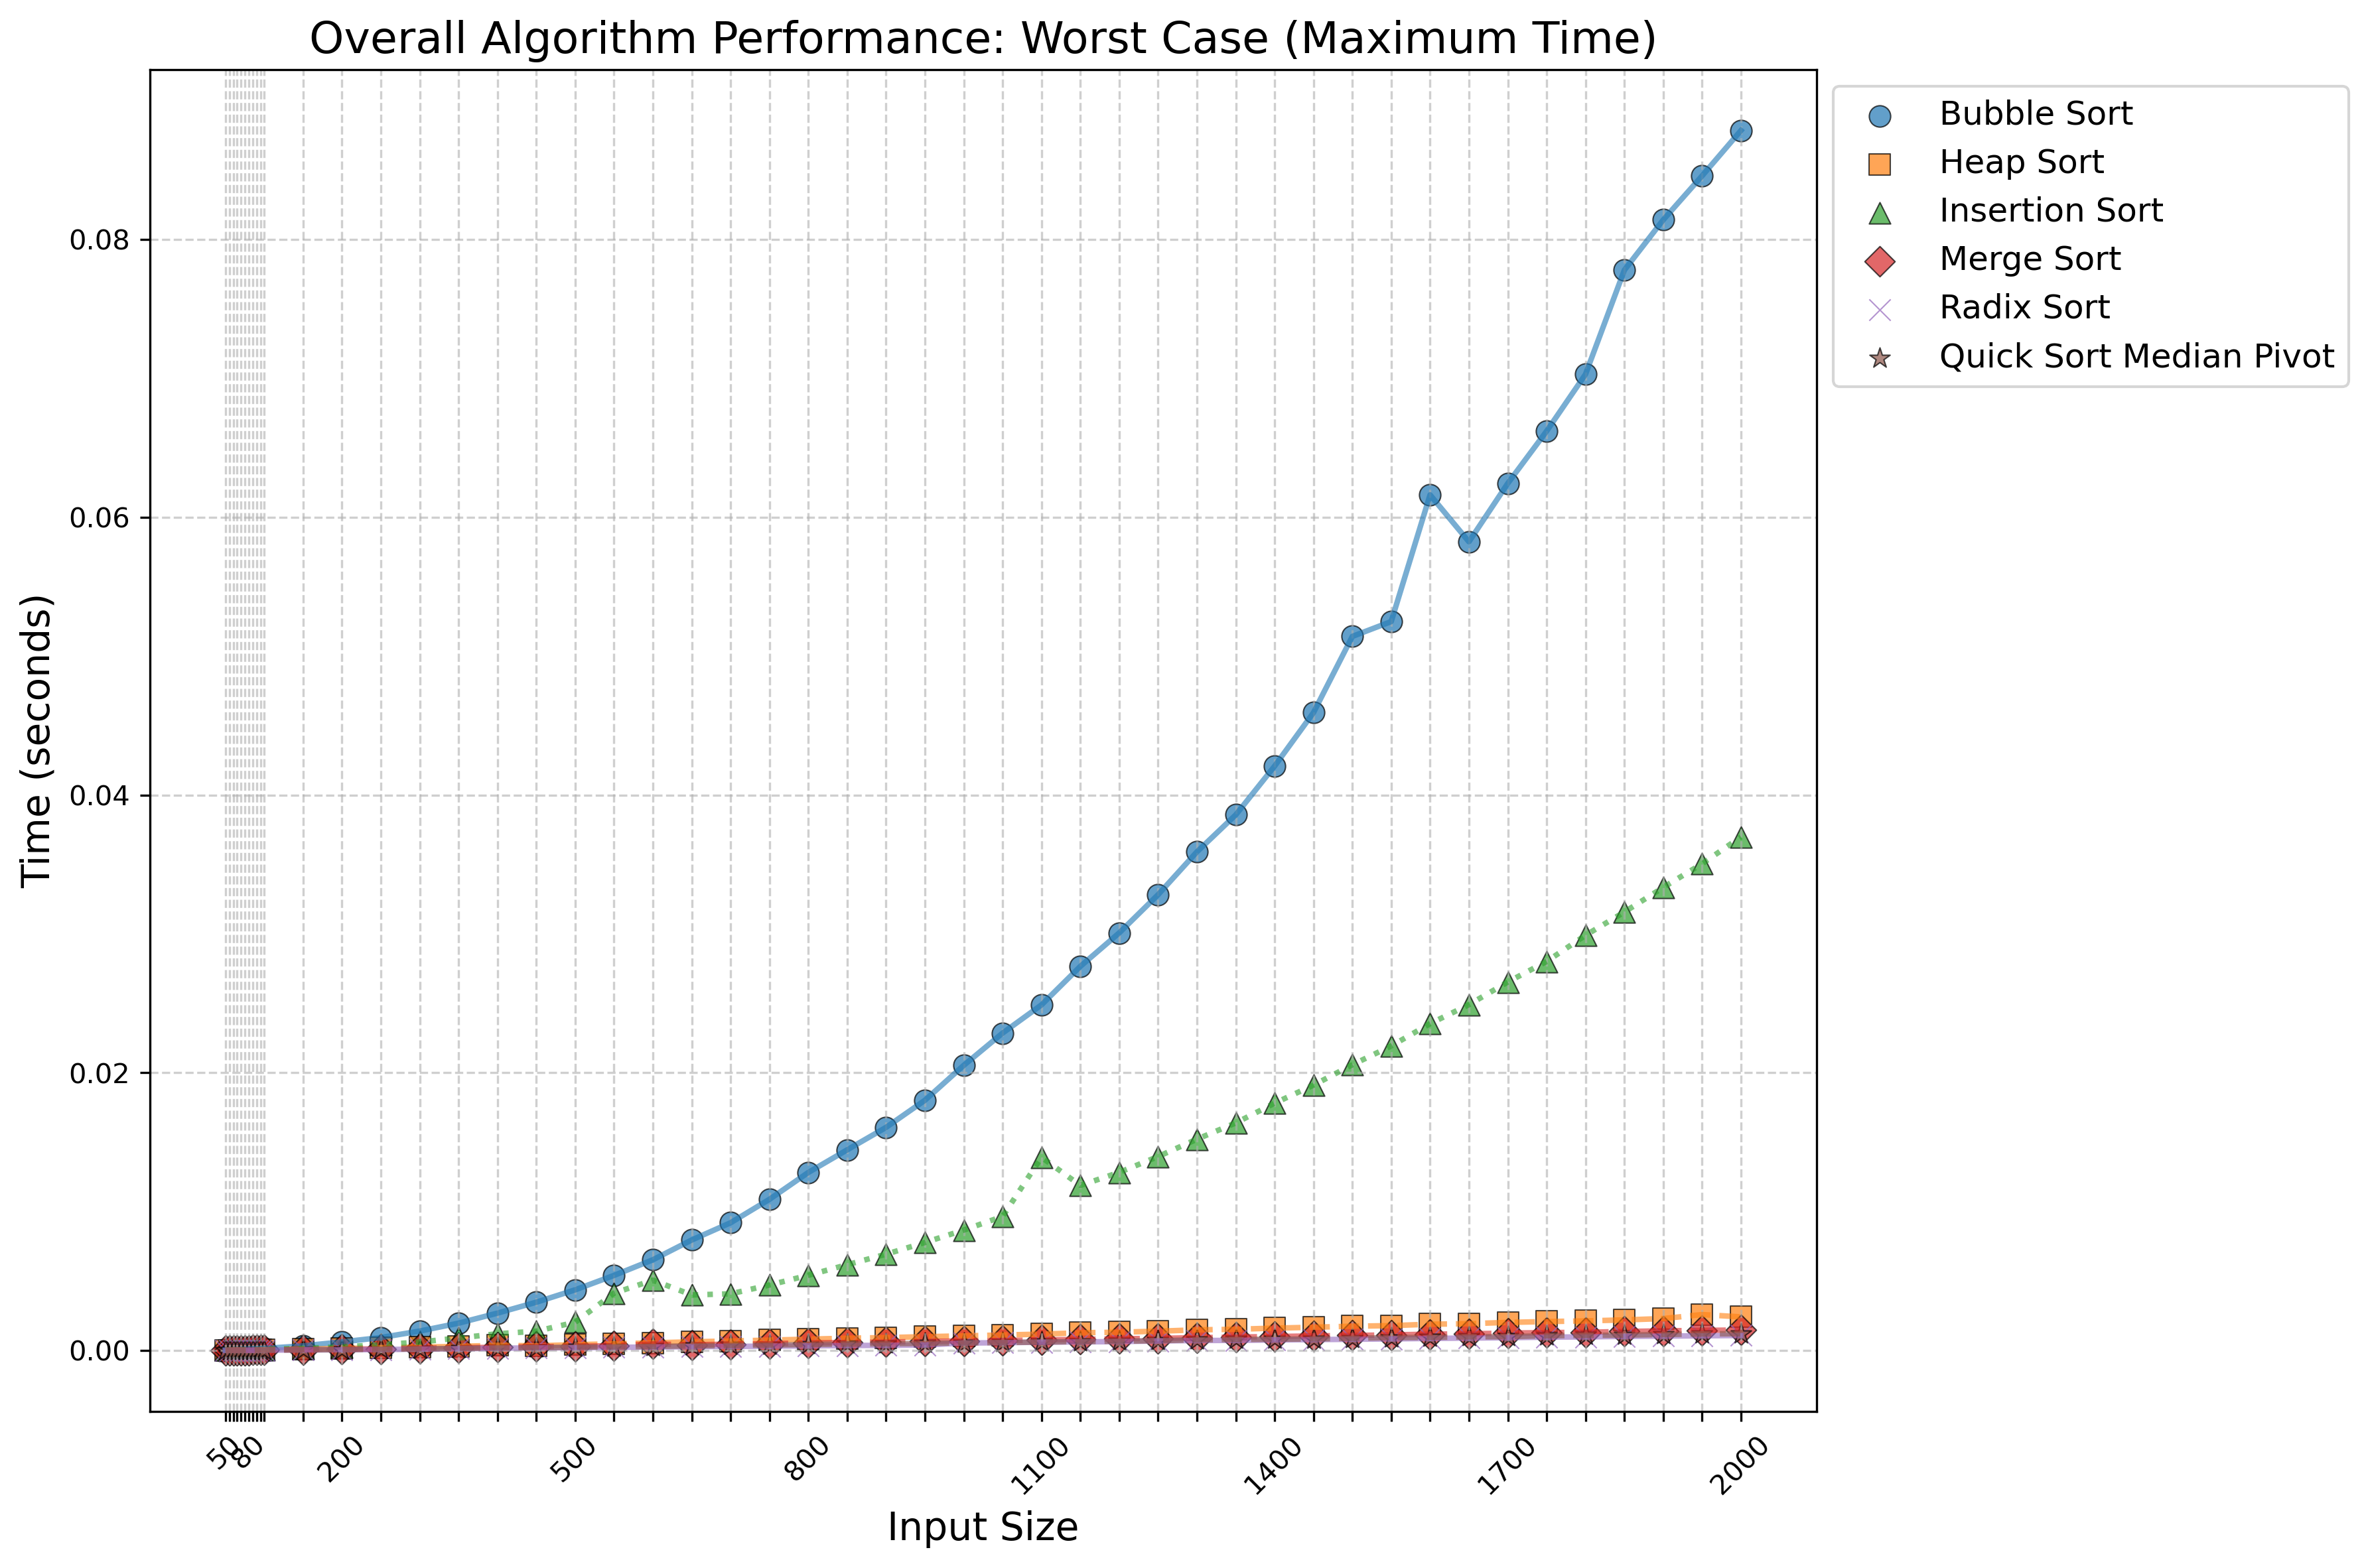 Overall Algorithm Performance: Worst Case (Maximum Time)
Bubble Sort
Heap Sort
Insertion Sort
Merge Sort
Radix Sort
Quick Sort Median Pivot
Time (seconds)
0.08
0.06
0.04
0.02
0.00
50
80
200
500
800
1100
1400
1700
2000
Input Size